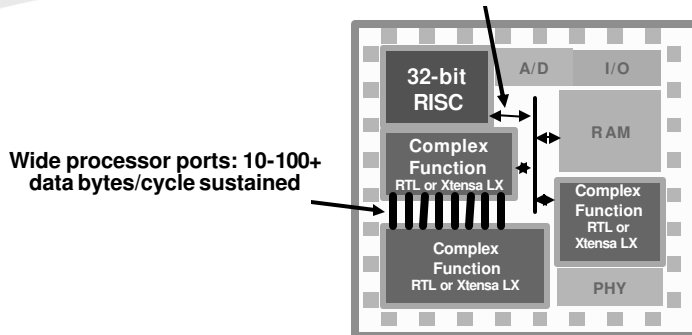 A/D
I/O
32-bit
RISC
RAM
Complex
Function
RTL or Xtensa LX
Wide processor ports: 10-100+
data bytes/cycle sustained
Complex
Function
RTL or
Xtensa LX
Complex
Function
RTL or Xtensa LX
PHY